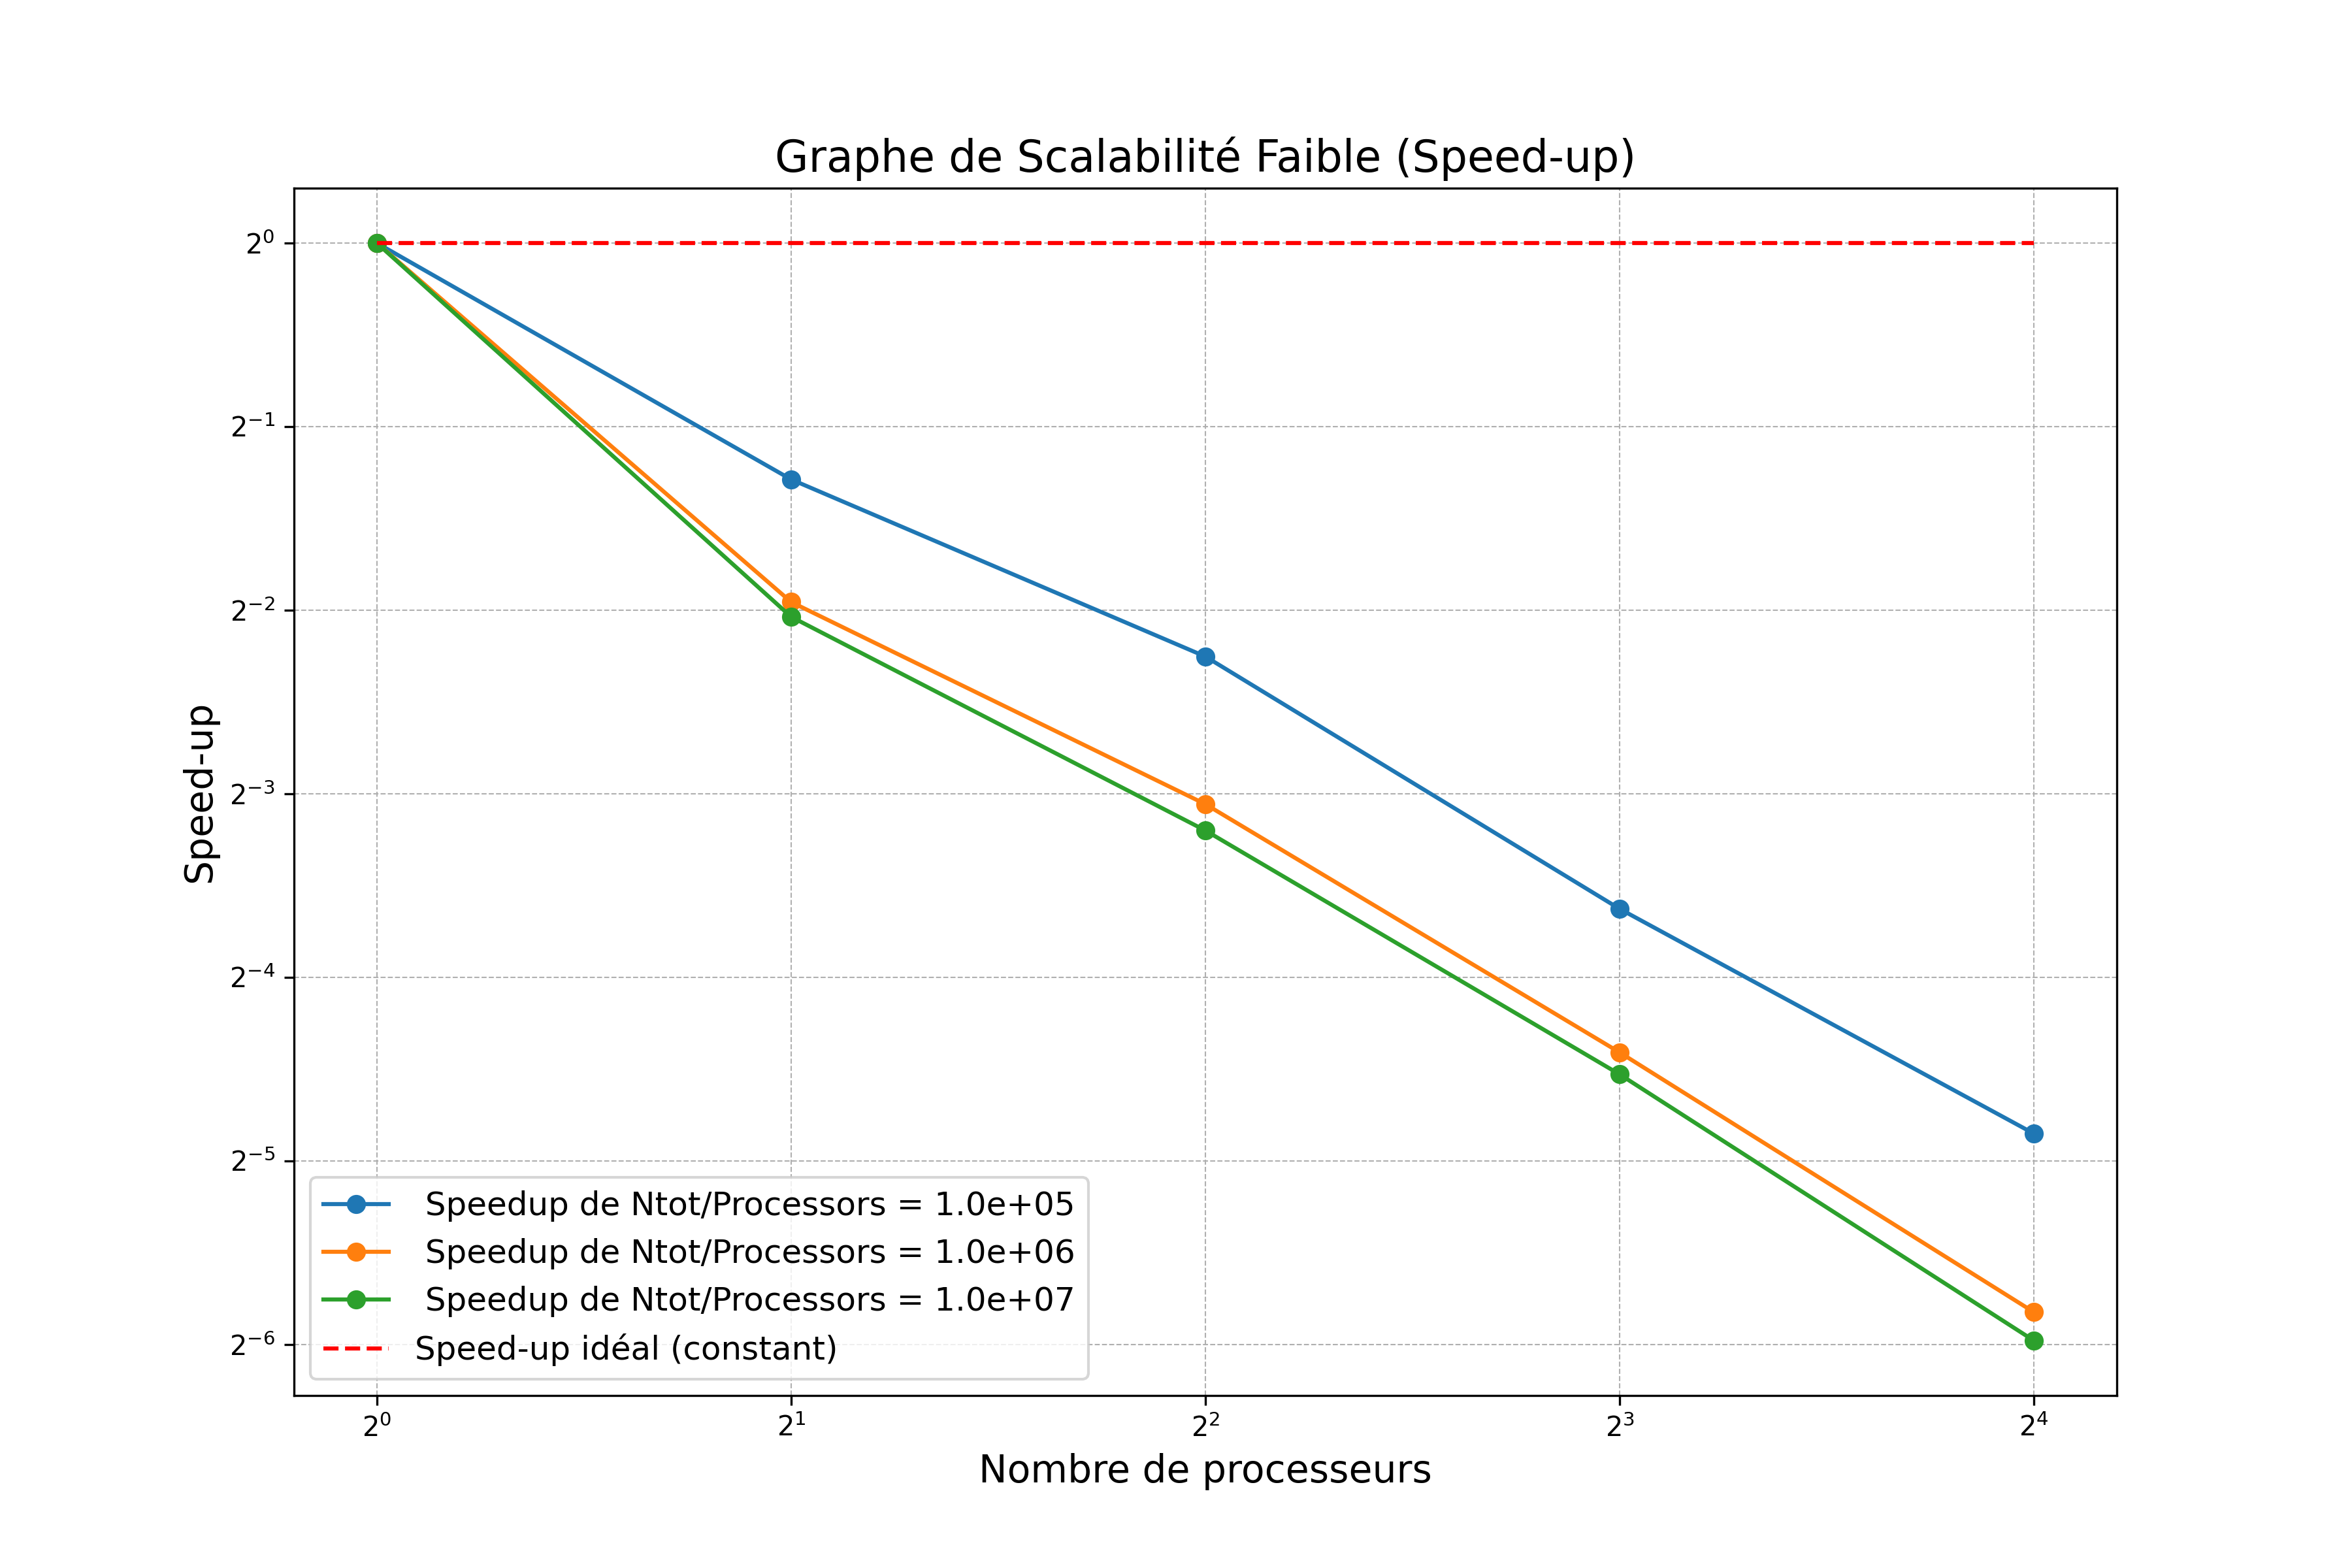 Graphe de Scalabilité Faible (Speed-up)
2⁰
2⁻¹
2⁻²
2⁻³
2⁻⁴
2⁻⁵
2⁻⁶
Speed-up
Speedup de Ntot/Processors = 1.0e+05
Speedup de Ntot/Processors = 1.0e+06
Speedup de Ntot/Processors = 1.0e+07
Speed-up idéal (constant)
2⁰ 2¹ 2² 2³ 2⁴
Nombre de processeurs